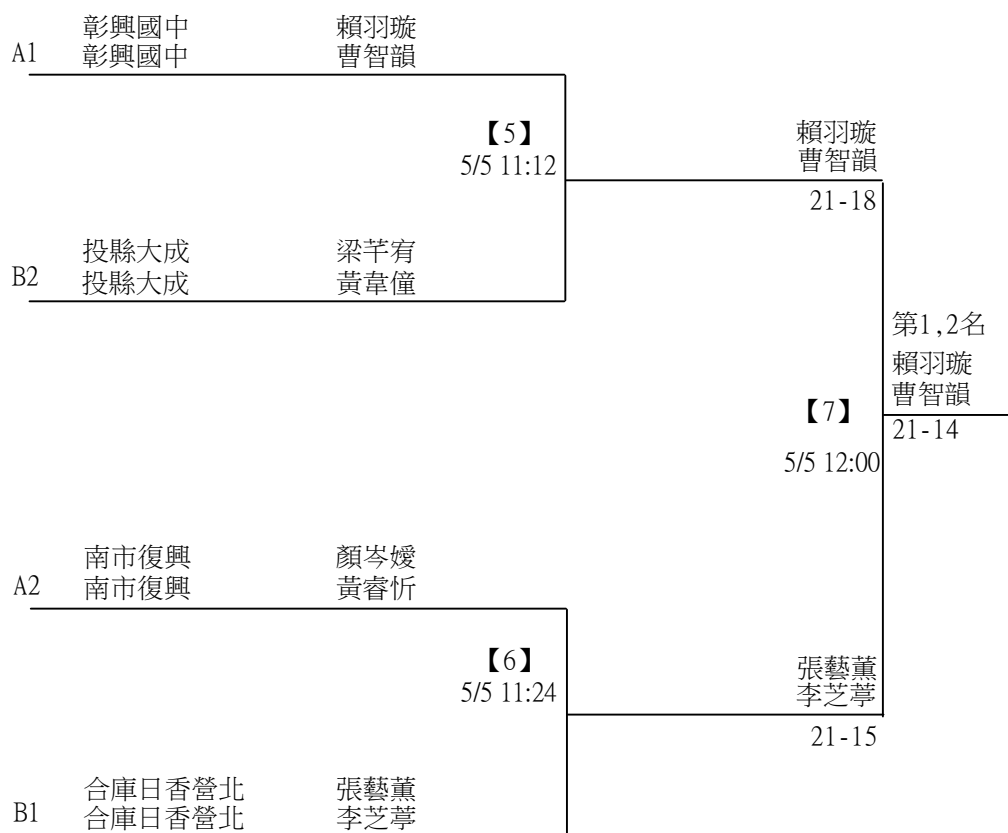 彰興國中 賴羽璇
A1 彰興國中 曹智韻
【5】
5/5 11:12
賴羽璇
曹智韻
21-18
投縣大成 梁芊宥
B2 投縣大成 黃韋僮
第1,2名
賴羽璇
曹智韻
【7】
21-14
5/5 12:00
南市復興 顏岑嬡
A2 南市復興 黃睿忻
【6】
5/5 11:24
張藝薰
李芝葶
21-15
合庫日香營北 張藝薰
B1 合庫日香營北 李芝葶